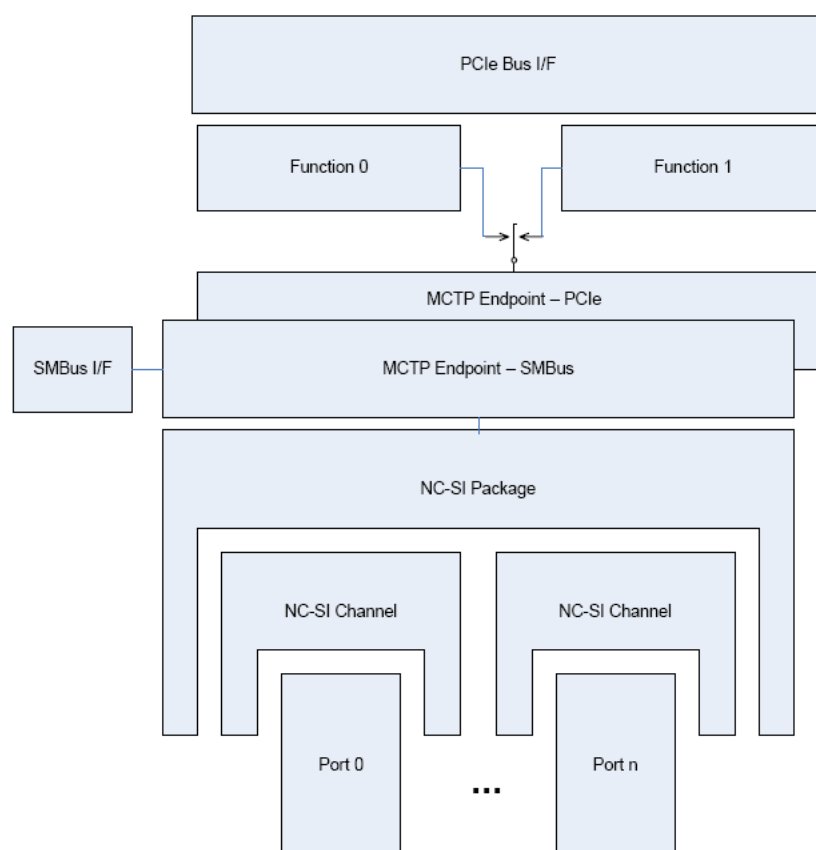 PCIe Bus I/F
Function 0
Function 1
MCTP Endpoint – PCIe
SMBus I/F
MCTP Endpoint – SMBus
NC-SI Package
NC-SI Channel
NC-SI Channel
Port 0
...
Port n